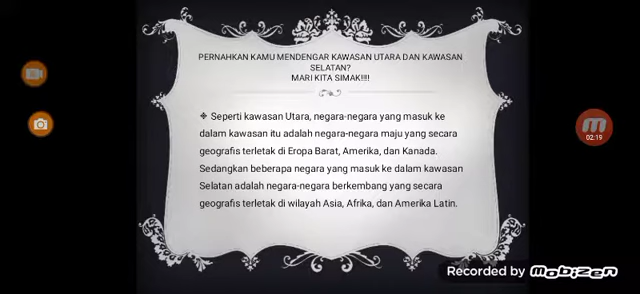 PERNAHKAN KAMU MENDENGAR KAWASAN UTARA DAN KAWASAN
SELATAN?
MARI KITA SIMAK!!!!
Seperti kawasan Utara, negara-negara yang masuk ke
dalam kawasan itu adalah negara-negara maju yang secara
geografis terletak di Eropa Barat, Amerika, dan Kanada.
Sedangkan beberapa negara yang masuk ke dalam kawasan
Selatan adalah negara-negara berkembang yang secara
geografis terletak di wilayah Asia, Afrika, dan Amerika Latin.
02:19
Recorded by mobizen